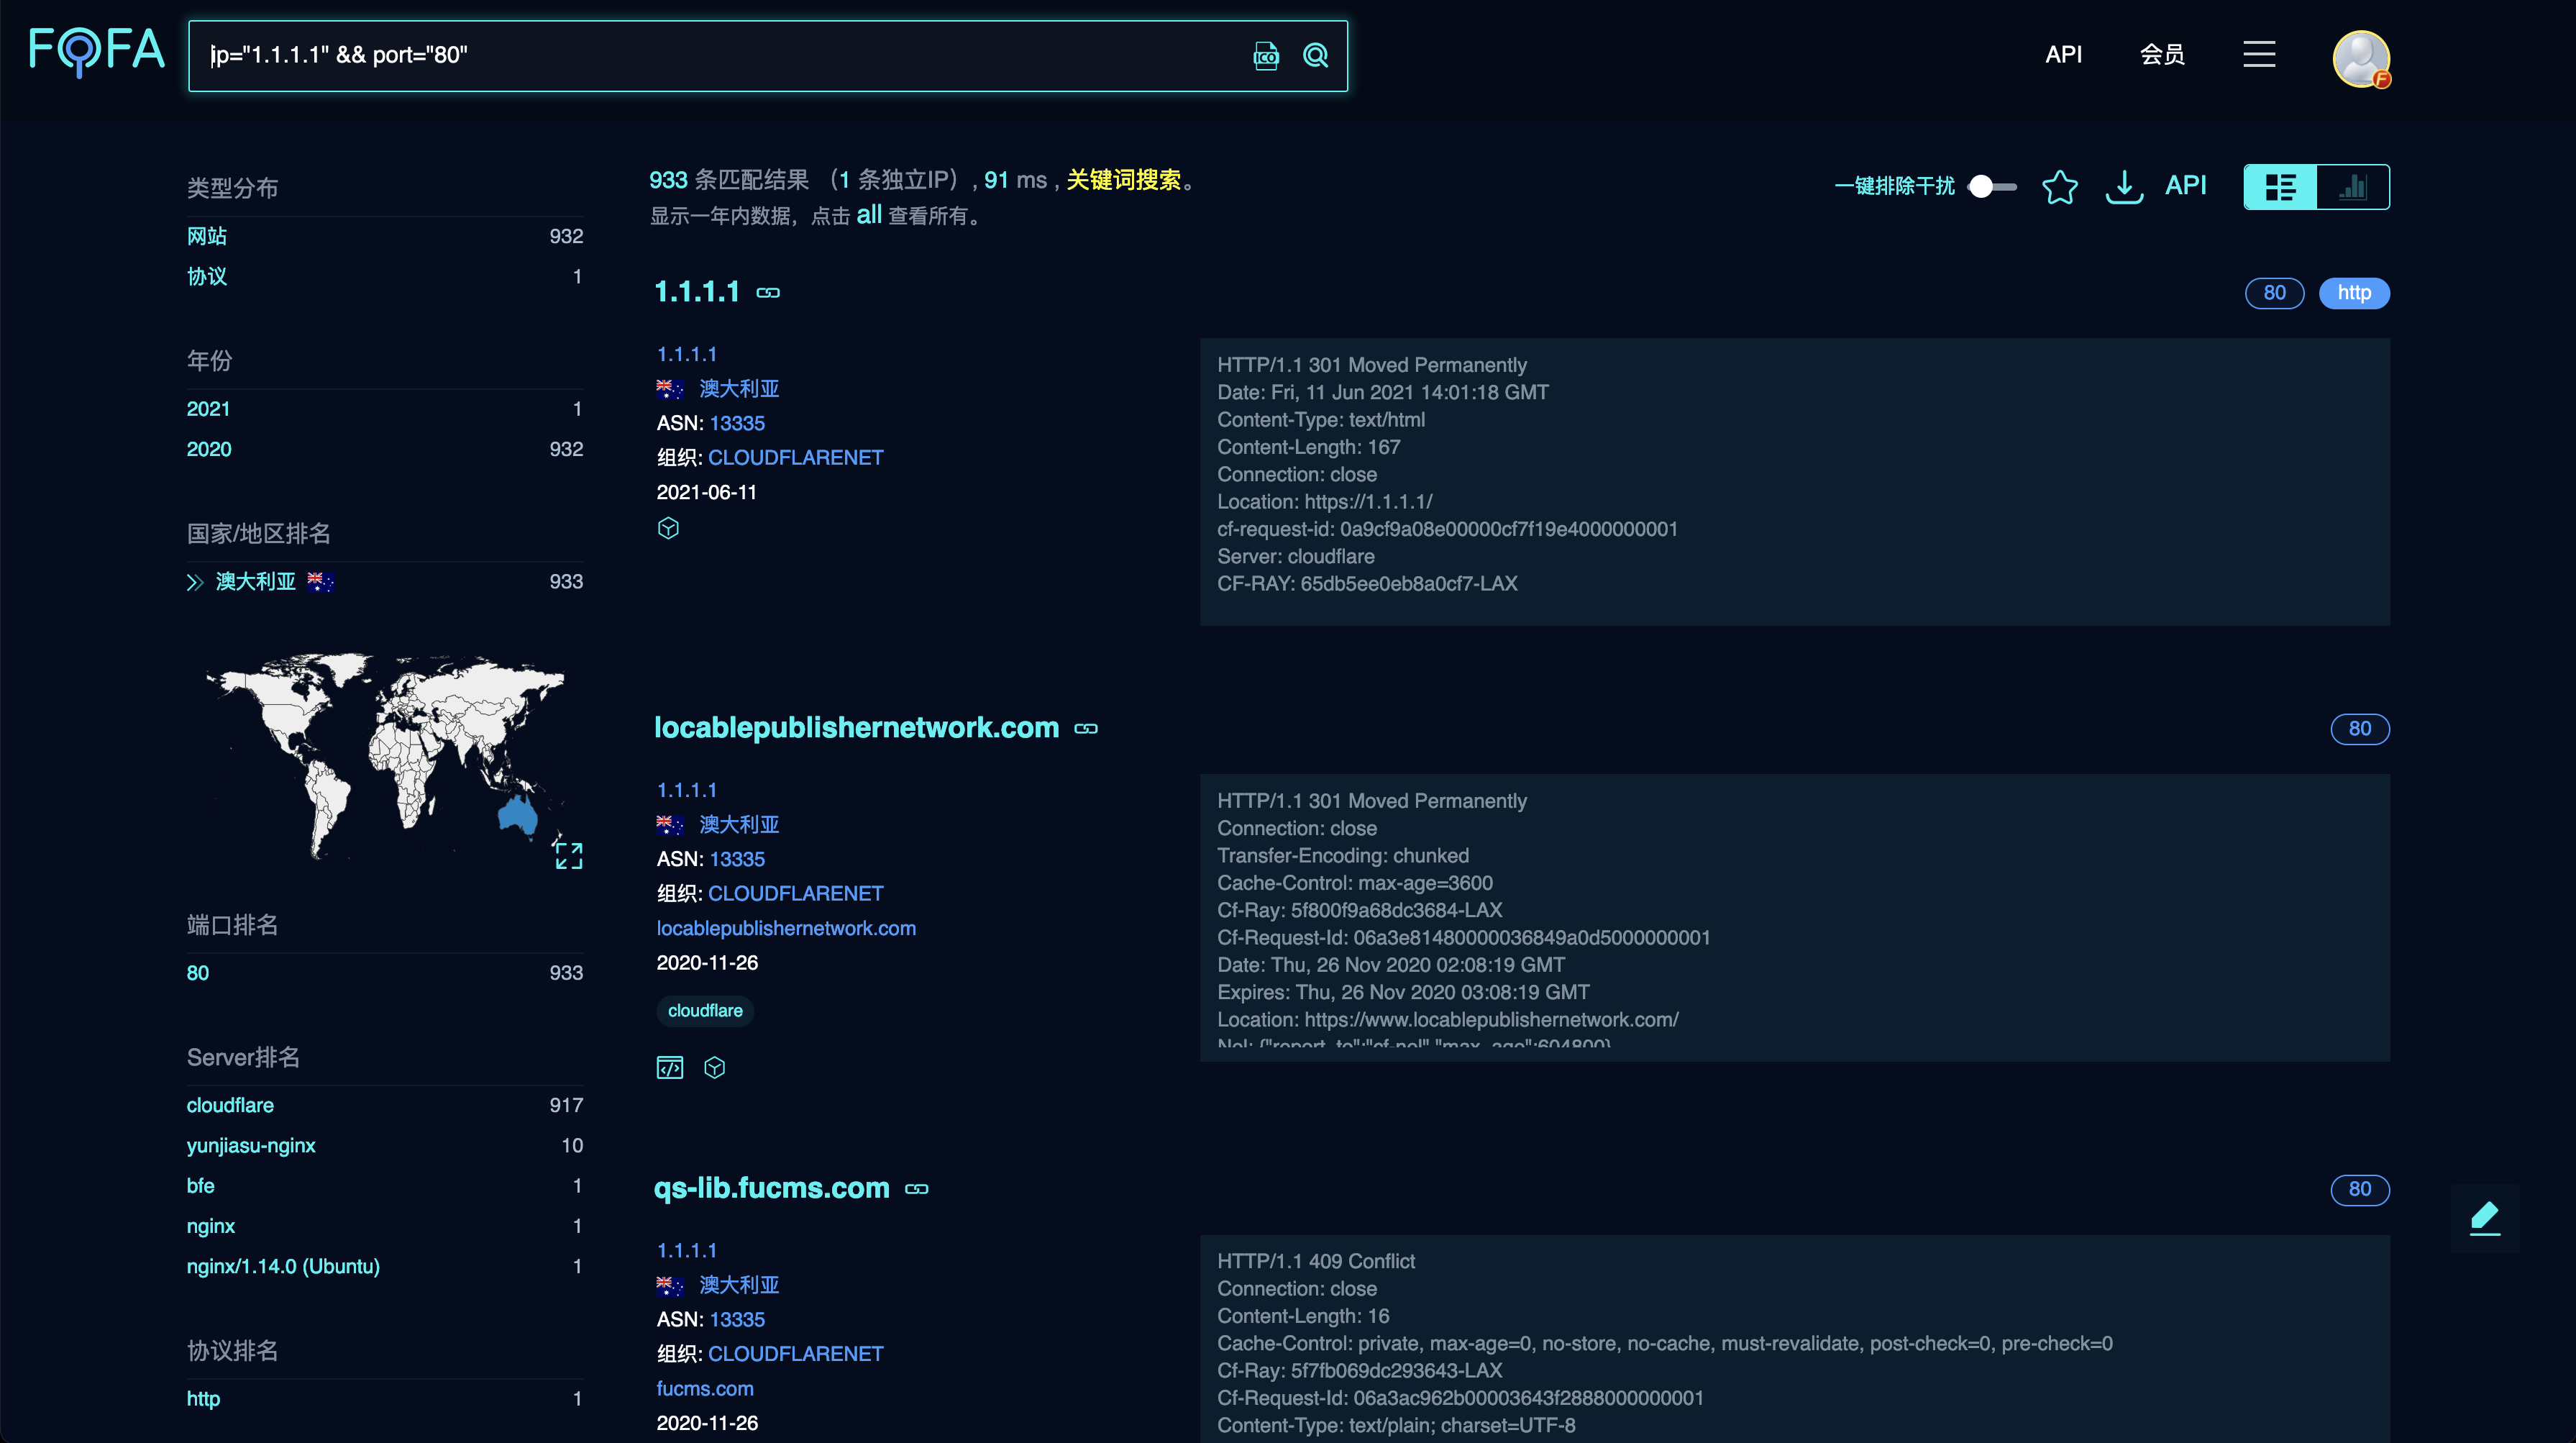 FOFA
ip="1.1.1.1" && port="80"
ICO
API
会员
F
类型分布
网站 932
协议 1
年份
2021 1
2020 932
国家/地区排名
澳大利亚 933
端口排名
80 933
Server排名
cloudflare 917
yunjiasu-nginx 10
bfe 1
nginx 1
nginx/1.14.0 (Ubuntu) 1
协议排名
http 1
933 条匹配结果 （1 条独立IP）, 91 ms , 关键词搜索。
显示一年内数据，点击 all 查看所有。
一键排除干扰
API
1.1.1.1
80 http
1.1.1.1
澳大利亚
ASN: 13335
组织: CLOUDFLARENET
2021-06-11
HTTP/1.1 301 Moved Permanently
Date: Fri, 11 Jun 2021 14:01:18 GMT
Content-Type: text/html
Content-Length: 167
Connection: close
Location: https://1.1.1.1/
cf-request-id: 0a9cf9a08e00000cf7f19e4000000001
Server: cloudflare
CF-RAY: 65db5ee0eb8a0cf7-LAX
locablepublishernetwork.com
80
1.1.1.1
澳大利亚
ASN: 13335
组织: CLOUDFLARENET
locablepublishernetwork.com
2020-11-26
cloudflare
HTTP/1.1 301 Moved Permanently
Connection: close
Transfer-Encoding: chunked
Cache-Control: max-age=3600
Cf-Ray: 5f800f9a68dc3684-LAX
Cf-Request-Id: 06a3e81480000036849a0d5000000001
Date: Thu, 26 Nov 2020 02:08:19 GMT
Expires: Thu, 26 Nov 2020 03:08:19 GMT
Location: https://www.locablepublishernetwork.com/
Nel: {"report_to":"cf-nel","max_age":604800}
qs-lib.fucms.com
80
1.1.1.1
澳大利亚
ASN: 13335
组织: CLOUDFLARENET
fucms.com
2020-11-26
HTTP/1.1 409 Conflict
Connection: close
Content-Length: 16
Cache-Control: private, max-age=0, no-store, no-cache, must-revalidate, post-check=0, pre-check=0
Cf-Ray: 5f7fb069dc293643-LAX
Cf-Request-Id: 06a3ac962b00003643f2888000000001
Content-Type: text/plain; charset=UTF-8